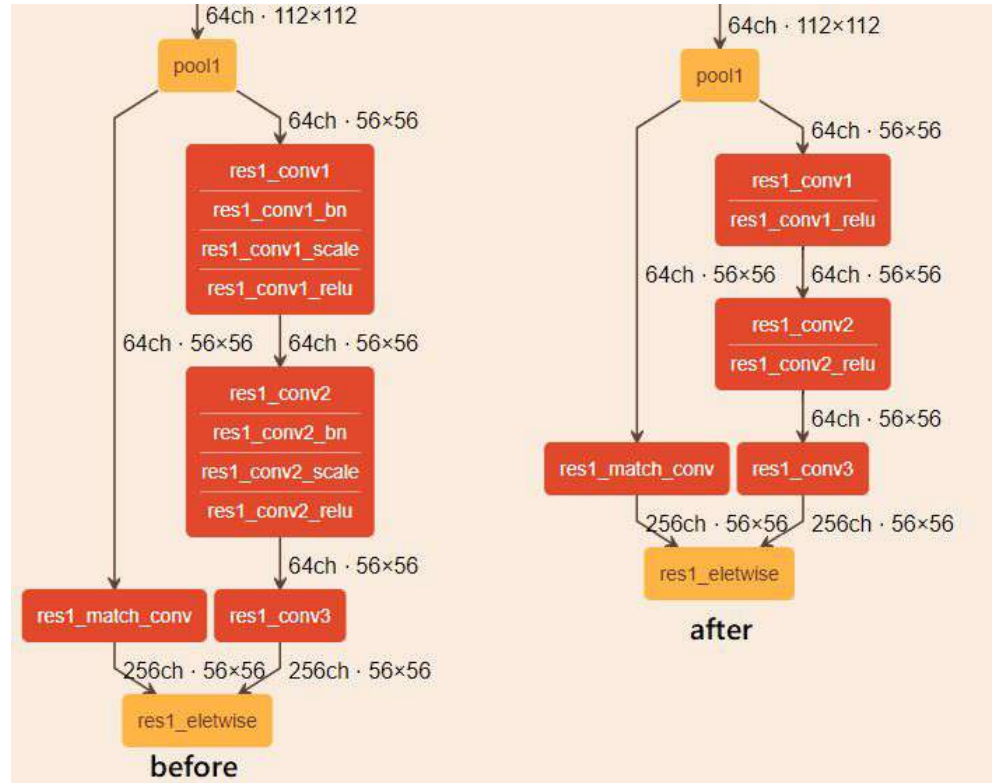 64ch · 112×112
pool1
64ch · 56×56
res1_conv1
res1_conv1_bn
res1_conv1_scale
res1_conv1_relu
64ch · 56×56
64ch · 56×56
res1_conv2
res1_conv2_bn
res1_conv2_scale
res1_conv2_relu
64ch · 56×56
res1_match_conv
res1_conv3
256ch · 56×56
256ch · 56×56
res1_eletwise
before
64ch · 112×112
pool1
64ch · 56×56
res1_conv1
res1_conv1_relu
64ch · 56×56
64ch · 56×56
res1_conv2
res1_conv2_relu
64ch · 56×56
res1_match_conv
res1_conv3
256ch · 56×56
256ch · 56×56
res1_eletwise
after